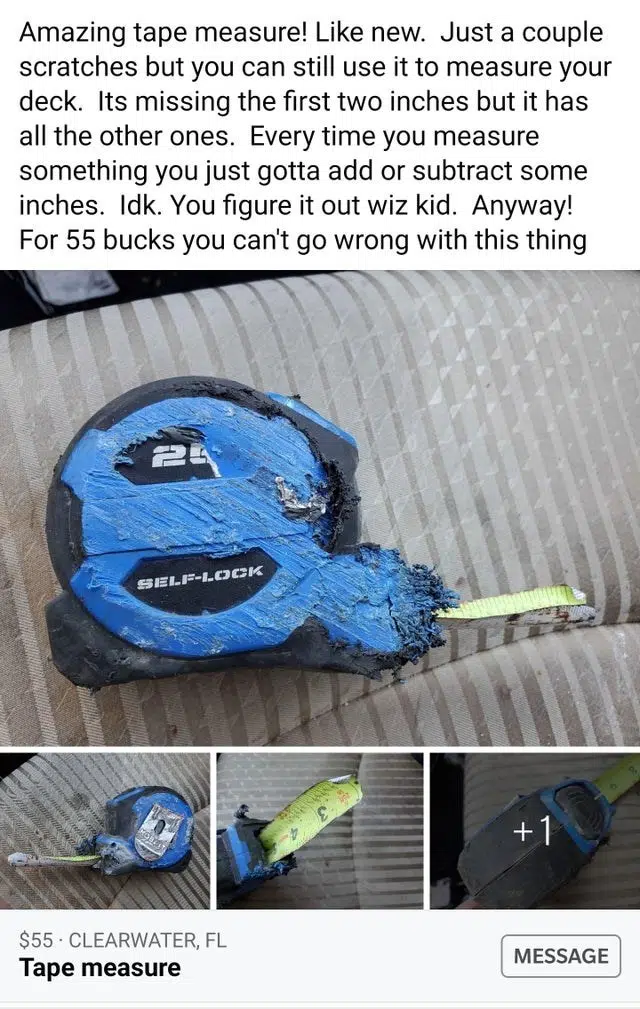 Amazing tape measure! Like new.  Just a couple
scratches but you can still use it to measure your
deck.  Its missing the first two inches but it has
all the other ones.  Every time you measure
something you just gotta add or subtract some
inches.  Idk. You figure it out wiz kid.  Anyway!
For 55 bucks you can't go wrong with this thing
SELF-LOCK
3
4
+1
$55 · CLEARWATER, FL
Tape measure
MESSAGE